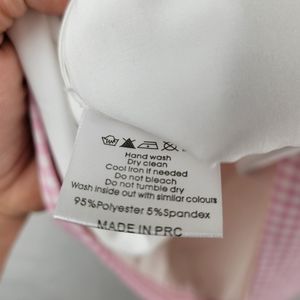 Hand wash
Dry clean
Cool Iron if needed
Do not bleach
Do not tumble dry
Wash inside out with similar colours
95%Polyester 5%Spandex
MADE IN PRC